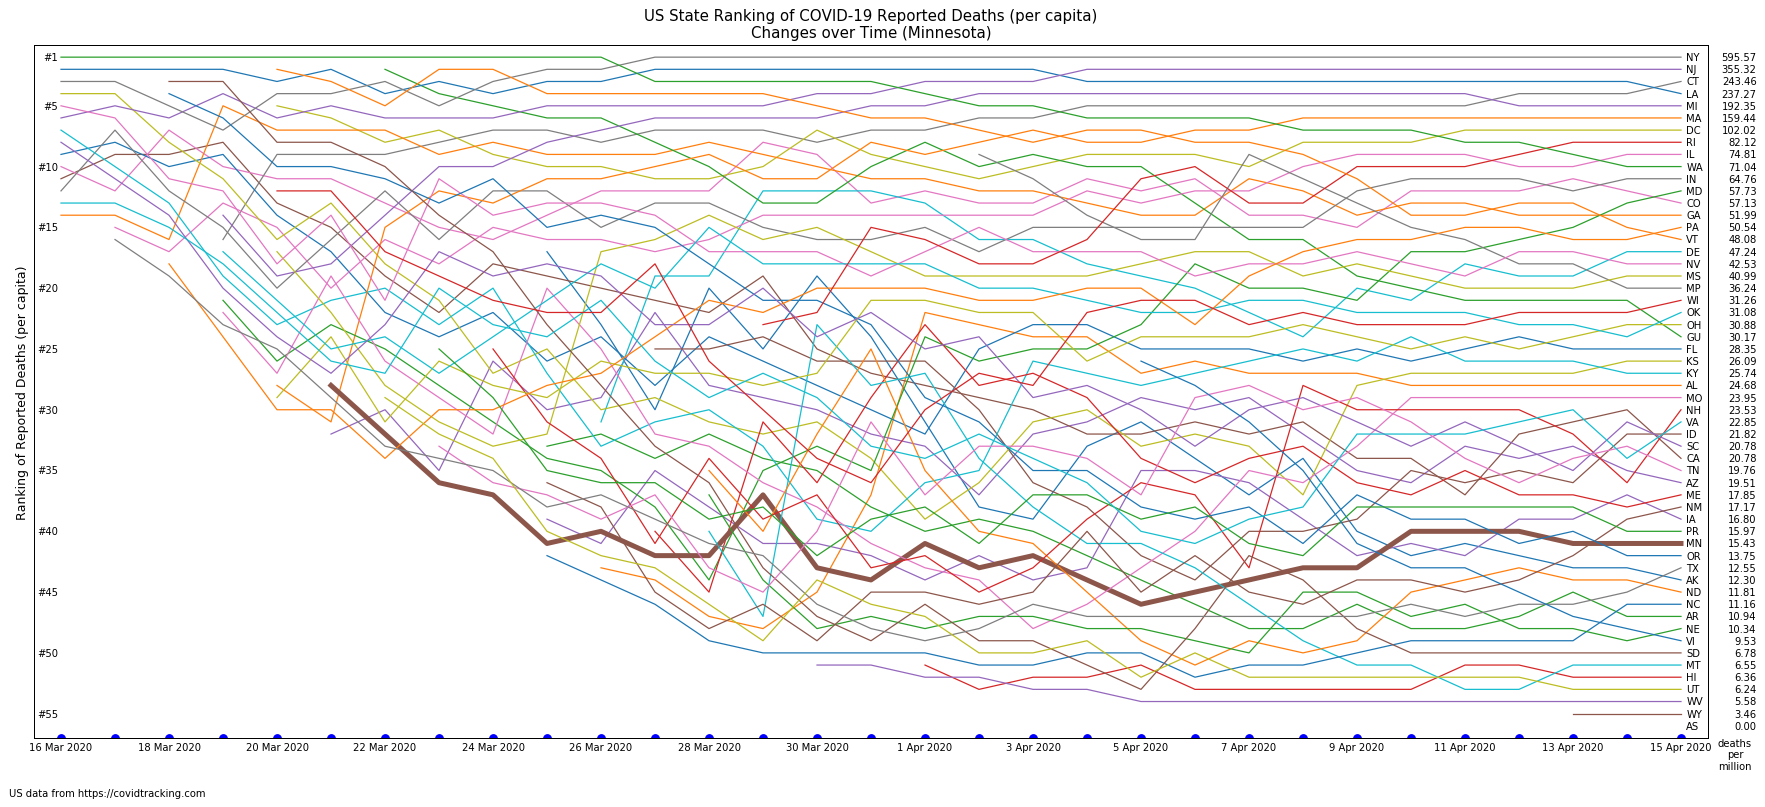 US State Ranking of COVID-19 Reported Deaths (per capita)
Changes over Time (Minnesota)
Ranking of Reported Deaths (per capita)
#1
#5
#10
#15
#20
#25
#30
#35
#40
#45
#50
#55
NY 595.57
NJ 355.32
CT 243.46
LA 237.27
MI 192.35
MA 159.44
DC 102.02
RI 82.12
IL 74.81
WA 71.04
IN 64.76
MD 57.73
CO 57.13
GA 51.99
PA 50.54
VT 48.08
DE 47.24
NV 42.53
MS 40.99
MP 36.24
WI 31.26
OK 31.08
OH 30.88
GU 30.17
FL 28.35
KS 26.09
KY 25.74
AL 24.68
MO 23.95
NH 23.53
VA 22.85
ID 21.82
SC 20.78
CA 20.78
TN 19.76
AZ 19.51
ME 17.85
NM 17.17
IA 16.80
PR 15.97
MN 15.43
OR 13.75
TX 12.55
AK 12.30
ND 11.81
NC 11.16
AR 10.94
NE 10.34
VI 9.53
SD 6.78
MT 6.55
HI 6.36
UT 6.24
WV 5.58
WY 3.46
AS 0.00
16 Mar 2020 18 Mar 2020 20 Mar 2020 22 Mar 2020 24 Mar 2020 26 Mar 2020 28 Mar 2020 30 Mar 2020 1 Apr 2020 3 Apr 2020 5 Apr 2020 7 Apr 2020 9 Apr 2020 11 Apr 2020 13 Apr 2020 15 Apr 2020
deaths
per
million
US data from https://covidtracking.com